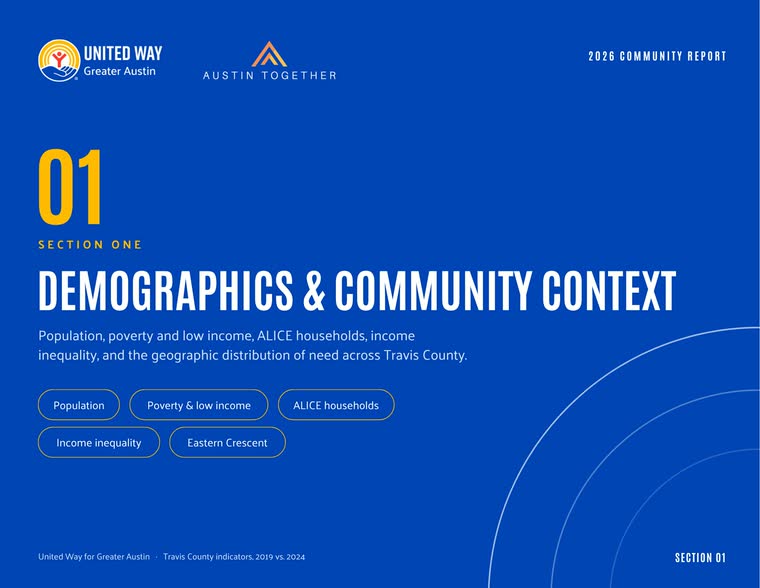 UNITED WAY
Greater Austin
AUSTIN TOGETHER
2026 COMMUNITY REPORT
01
SECTION ONE
DEMOGRAPHICS & COMMUNITY CONTEXT
Population, poverty and low income, ALICE households, income
inequality, and the geographic distribution of need across Travis County.
Population
Poverty & low income
ALICE households
Income inequality
Eastern Crescent
United Way for Greater Austin · Travis County indicators, 2019 vs. 2024
SECTION 01